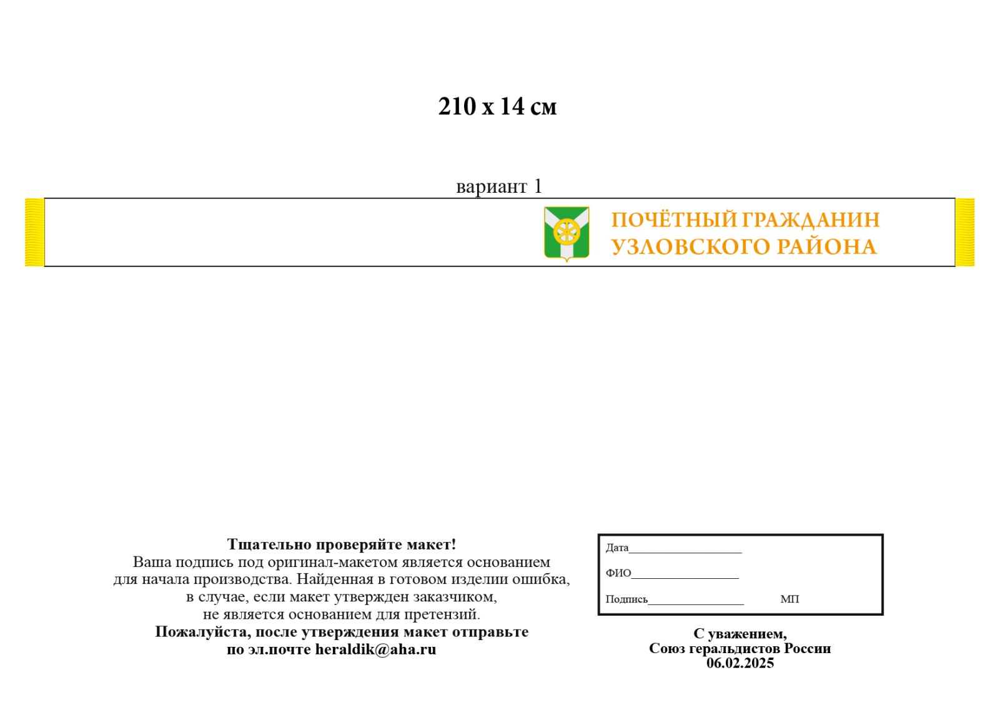 210 х 14 см
вариант 1
ПОЧЁТНЫЙ ГРАЖДАНИН
УЗЛОВСКОГО РАЙОНА
Тщательно проверяйте макет!
Ваша подпись под оригинал-макетом является основанием
для начала производства. Найденная в готовом изделии ошибка,
в случае, если макет утвержден заказчиком,
не является основанием для претензий.
Пожалуйста, после утверждения макет отправьте
по эл.почте heraldik@aha.ru
Дата____________________
ФИО___________________
Подпись_________________ МП
С уважением,
Союз геральдистов России
06.02.2025